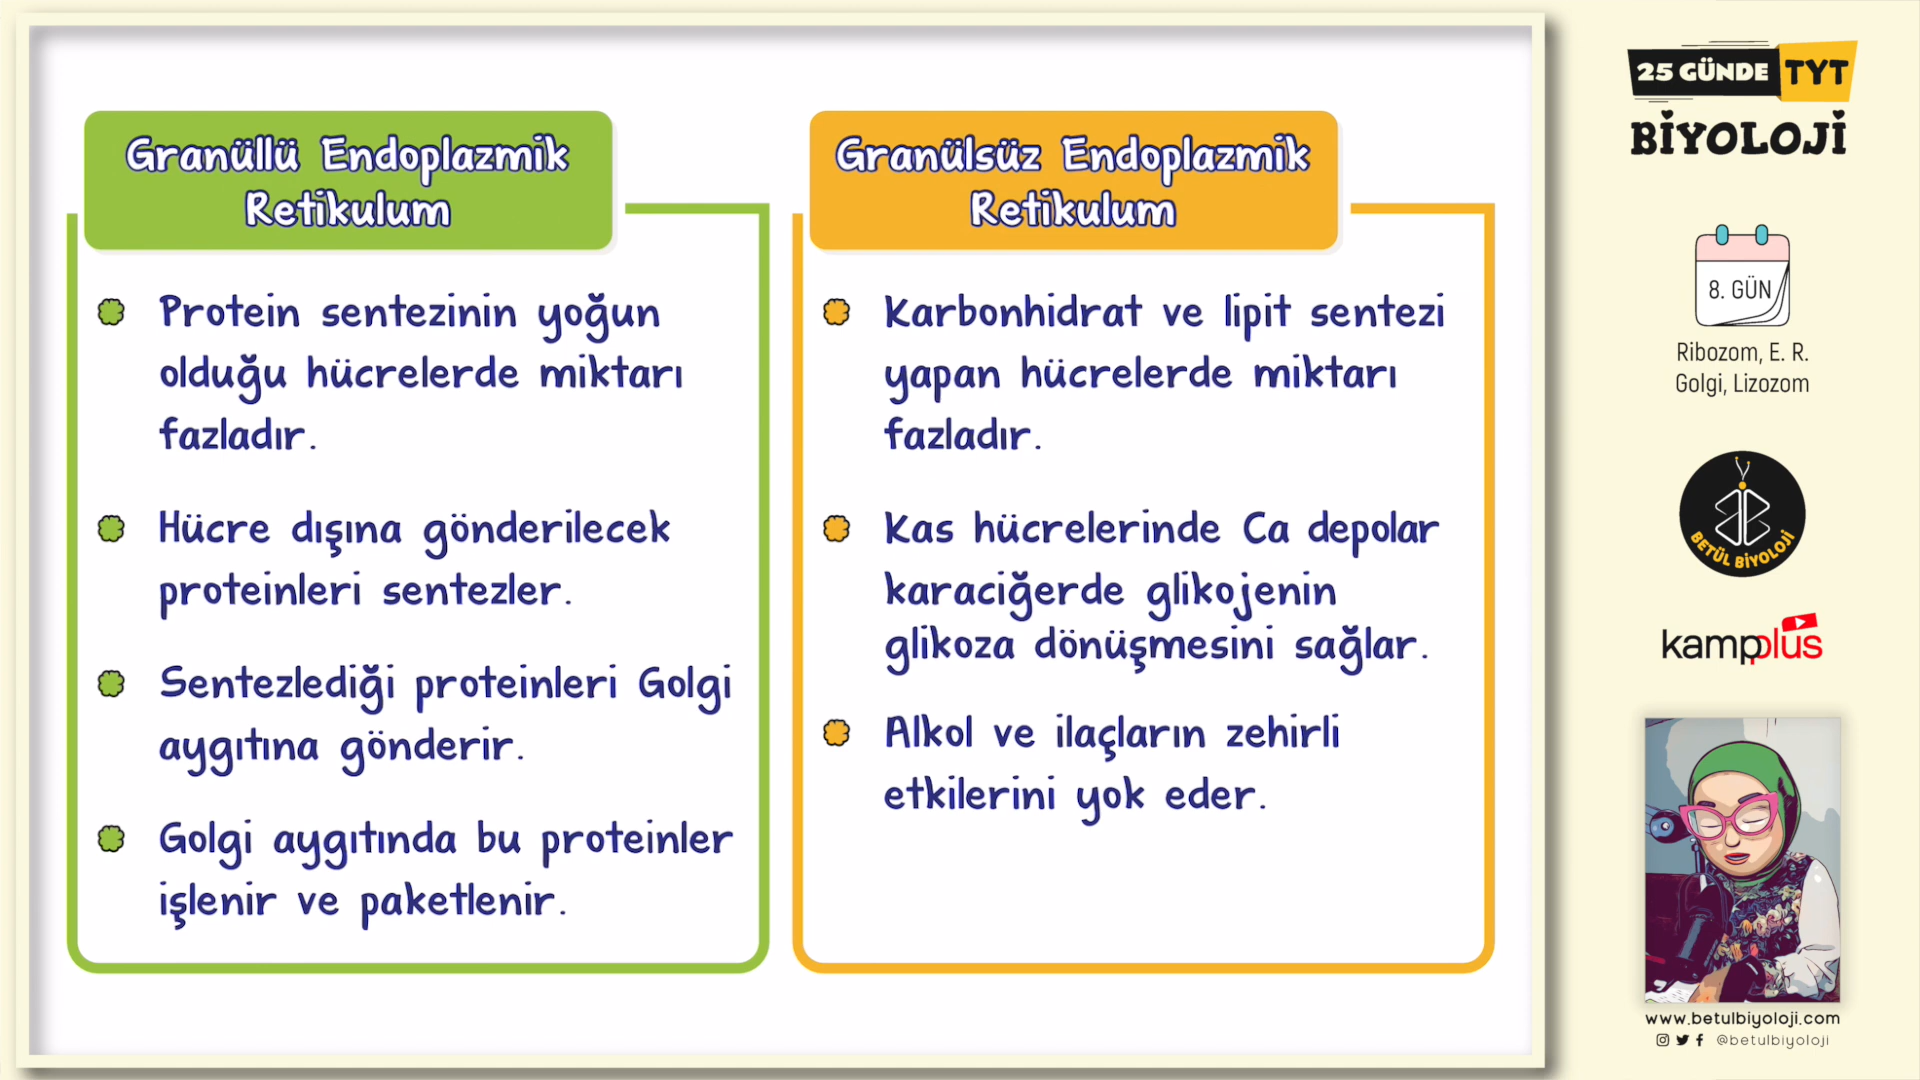 Granüllü Endoplazmik
Retikulum
Protein sentezinin yoğun
olduğu hücrelerde miktarı
fazladır.
Hücre dışına gönderilecek
proteinleri sentezler.
Sentezlediği proteinleri Golgi
aygıtına gönderir.
Golgi aygıtında bu proteinler
işlenir ve paketlenir.
Granülsüz Endoplazmik
Retikulum
Karbonhidrat ve lipit sentezi
yapan hücrelerde miktarı
fazladır.
Kas hücrelerinde Ca depolar
karaciğerde glikojenin
glikoza dönüşmesini sağlar.
Alkol ve ilaçların zehirli
etkilerini yok eder.
25 GÜNDE TYT
BİYOLOJİ
8. GÜN
Ribozom, E. R.
Golgi, Lizozom
BETÜL BİYOLOJİ
kampplus
www.betulbiyoloji.com
@betulbiyoloji